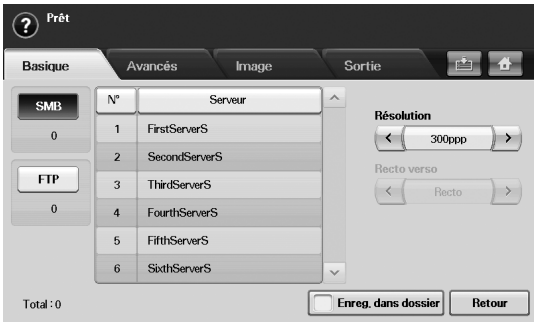 Prêt
Basique Avancés Image Sortie
SMB
0
FTP
0
N° Serveur
1 FirstServerS
2 SecondServerS
3 ThirdServerS
4 FourthServerS
5 FifthServerS
6 SixthServerS
Résolution
300ppp
Recto verso
Recto
Total : 0
Enreg. dans dossier
Retour